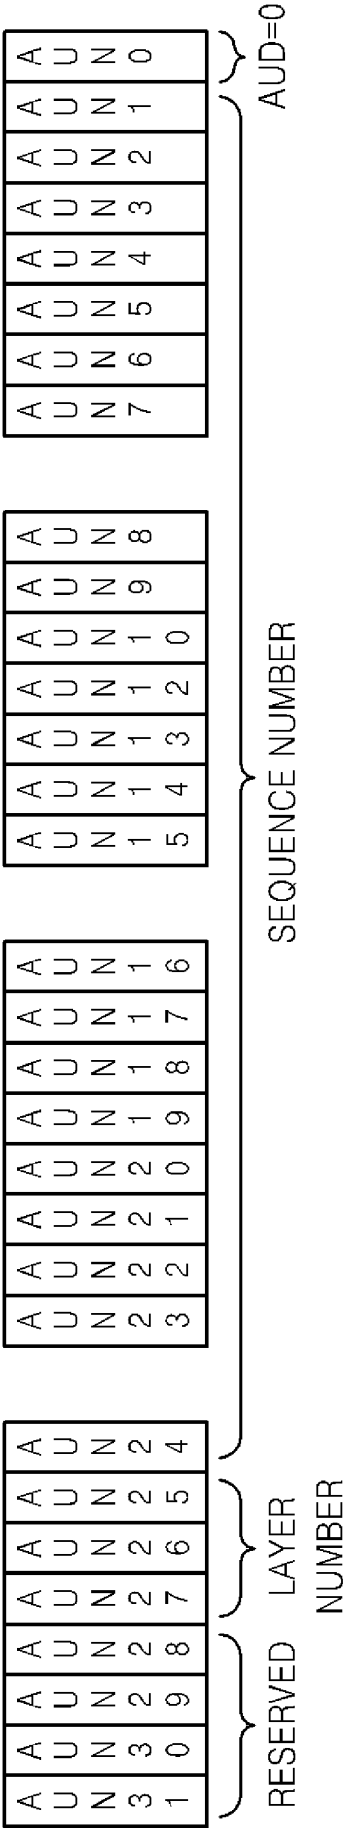 AUN31
AUN30
AUN29
AUN28
AUN27
AUN26
AUN25
AUN24
AUN23
AUN22
AUN21
AUN20
AUN19
AUN18
AUN17
AUN16
AUN15
AUN14
AUN13
AUN12
AUN10
AUN9
AUN8
AUN7
AUN6
AUN5
AUN4
AUN3
AUN2
AUN1
AUN0
RESERVED
LAYER
NUMBER
SEQUENCE NUMBER
AUD=0